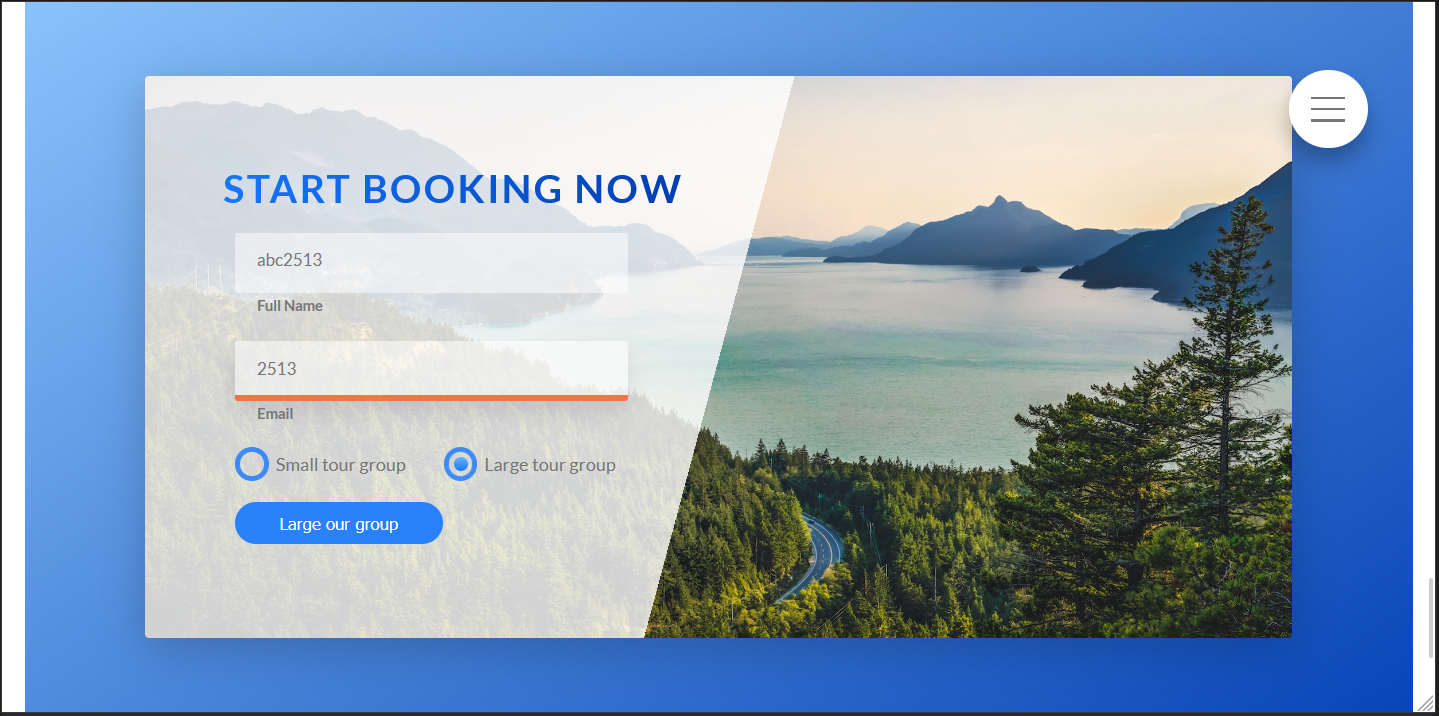 START BOOKING NOW
abc2513
Full Name
2513
Email
Small tour group Large tour group
Large our group